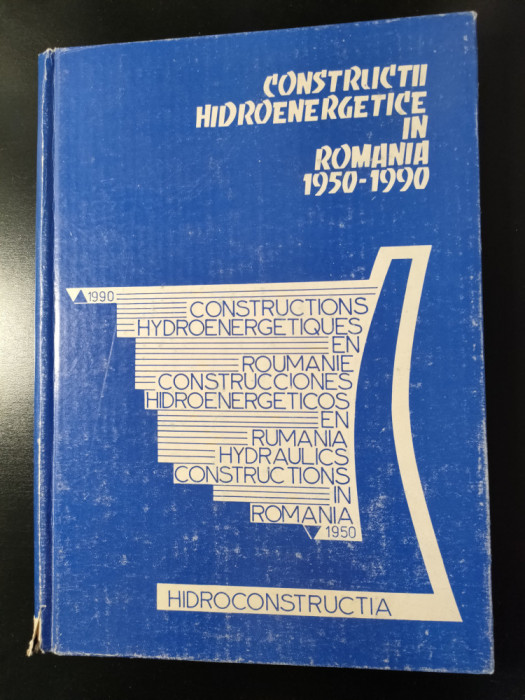 CONSTRUCTII
HIDROENERGETICE
IN
ROMANIA
1950-1990
1990
CONSTRUCTIONS
HYDROENERGETIQUES
EN
ROUMANIE
CONSTRUCCIONES
HIDROENERGETICOS
EN
RUMANIA
HYDRAULICS
CONSTRUCTIONS
IN
ROMANIA
1950
HIDROCONSTRUCTIA